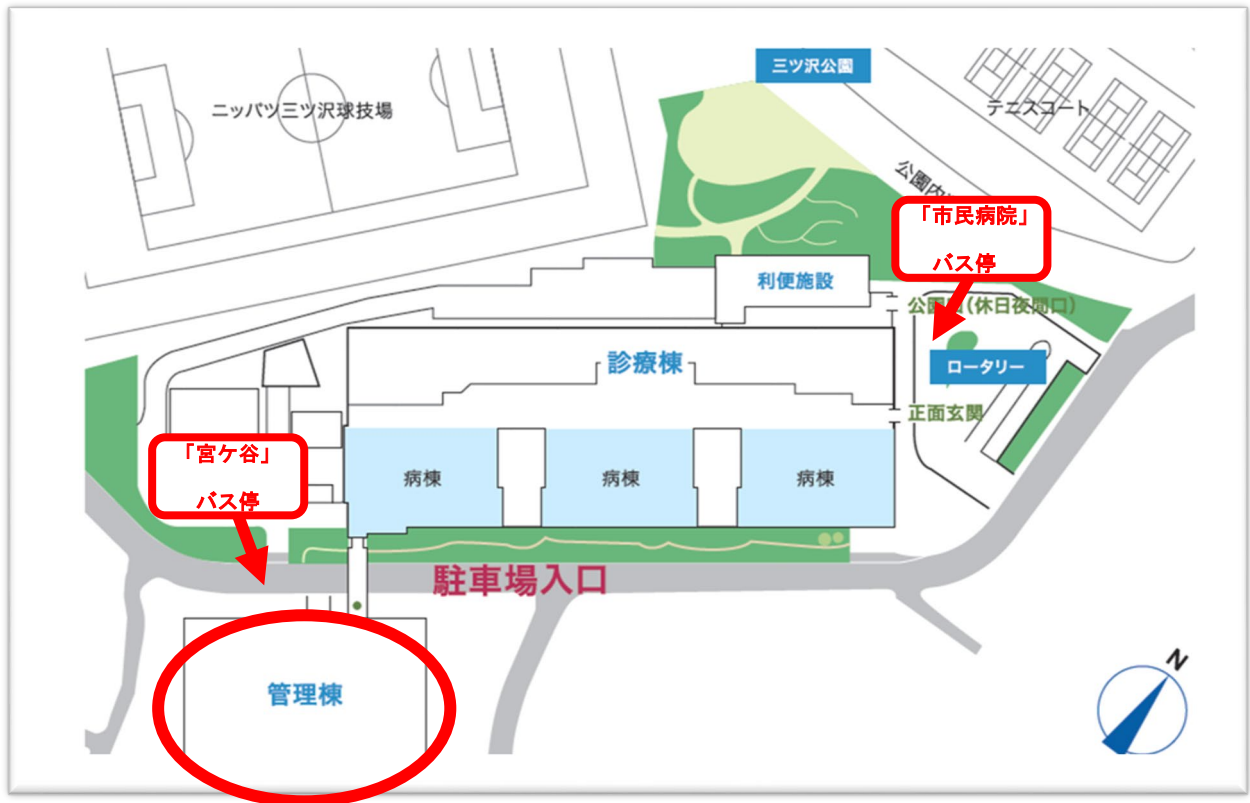 三ツ沢公園
ニッパツ三ツ沢球技場
テニスコート
公園内
「市民病院」
バス停
利便施設
公園口(休日夜間口)
診療棟
ロータリー
正面玄関
「宮ケ谷」
バス停
病棟
病棟
病棟
駐車場入口
管理棟
N